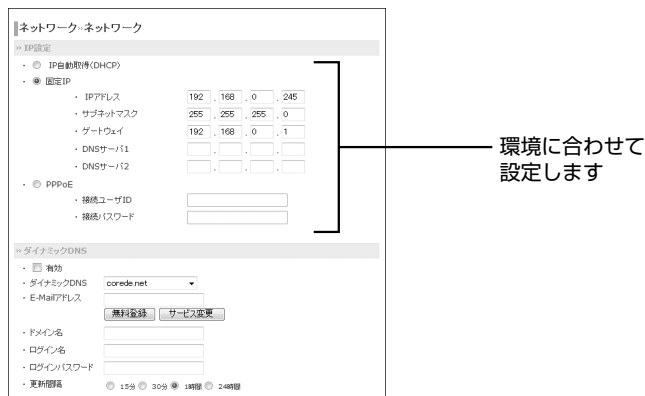 ネットワーク»ネットワーク
» IP設定
・ IP自動取得(DHCP)
・ 固定IP
・ IPアドレス 192 . 168 . 0 . 245
・ サブネットマスク 255 . 255 . 255 . 0
・ ゲートウェイ 192 . 168 . 0 . 1
・ DNSサーバ1 . . .
・ DNSサーバ2 . . .
・ PPPoE
・ 接続ユーザID
・ 接続パスワード
環境に合わせて
設定します
» ダイナミックDNS
・ 有効
・ ダイナミックDNS corede.net
・ E-Mailアドレス
無料登録 サービス変更
・ ドメイン名
・ ログイン名
・ ログインパスワード
・ 更新間隔 15分 30分 1時間 24時間